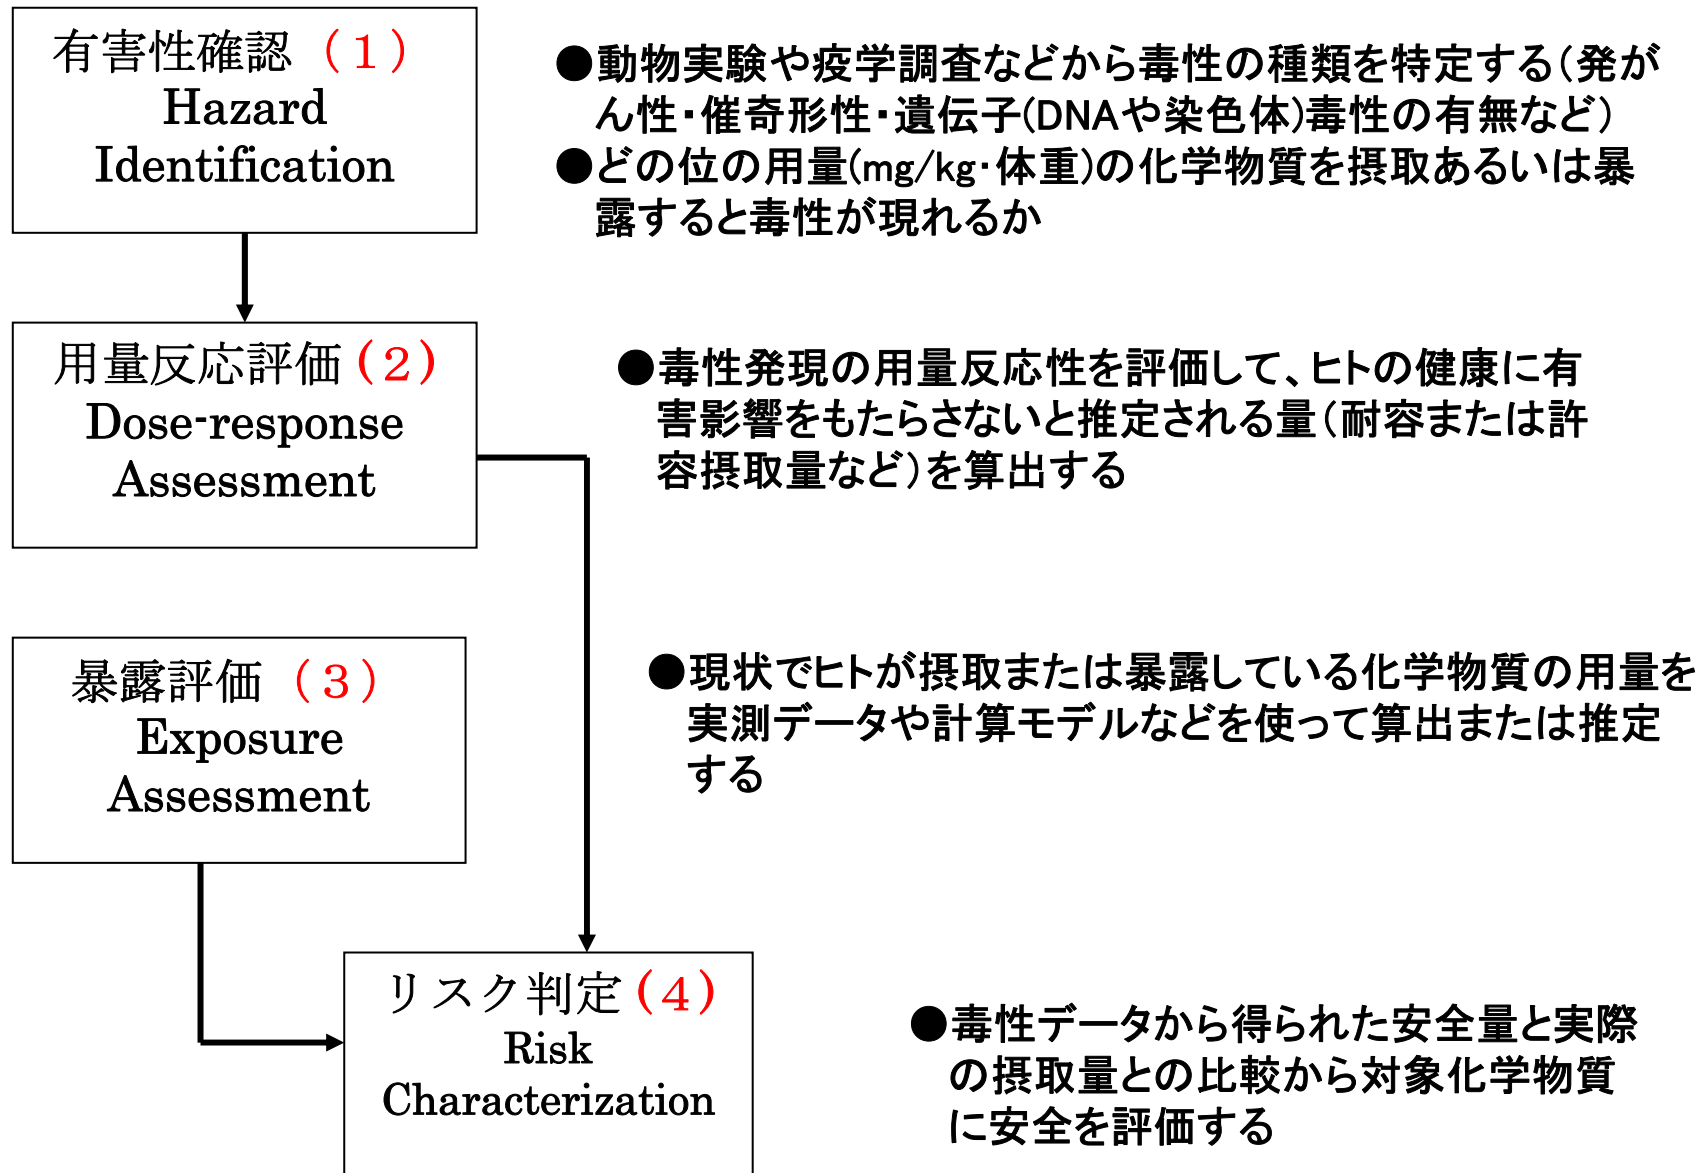 有害性確認（１）
Hazard
Identification
●動物実験や疫学調査などから毒性の種類を特定する（発が
ん性・催奇形性・遺伝子(DNAや染色体)毒性の有無など）
●どの位の用量(mg/kg・体重)の化学物質を摂取あるいは暴
露すると毒性が現れるか
用量反応評価(２)
Dose-response
Assessment
●毒性発現の用量反応性を評価して、ヒトの健康に有
害影響をもたらさないと推定される量（耐容または許
容摂取量など）を算出する
暴露評価（３）
Exposure
Assessment
●現状でヒトが摂取または暴露している化学物質の用量を
実測データや計算モデルなどを使って算出または推定
する
リスク判定(４)
Risk
Characterization
●毒性データから得られた安全量と実際
の摂取量との比較から対象化学物質
に安全を評価する